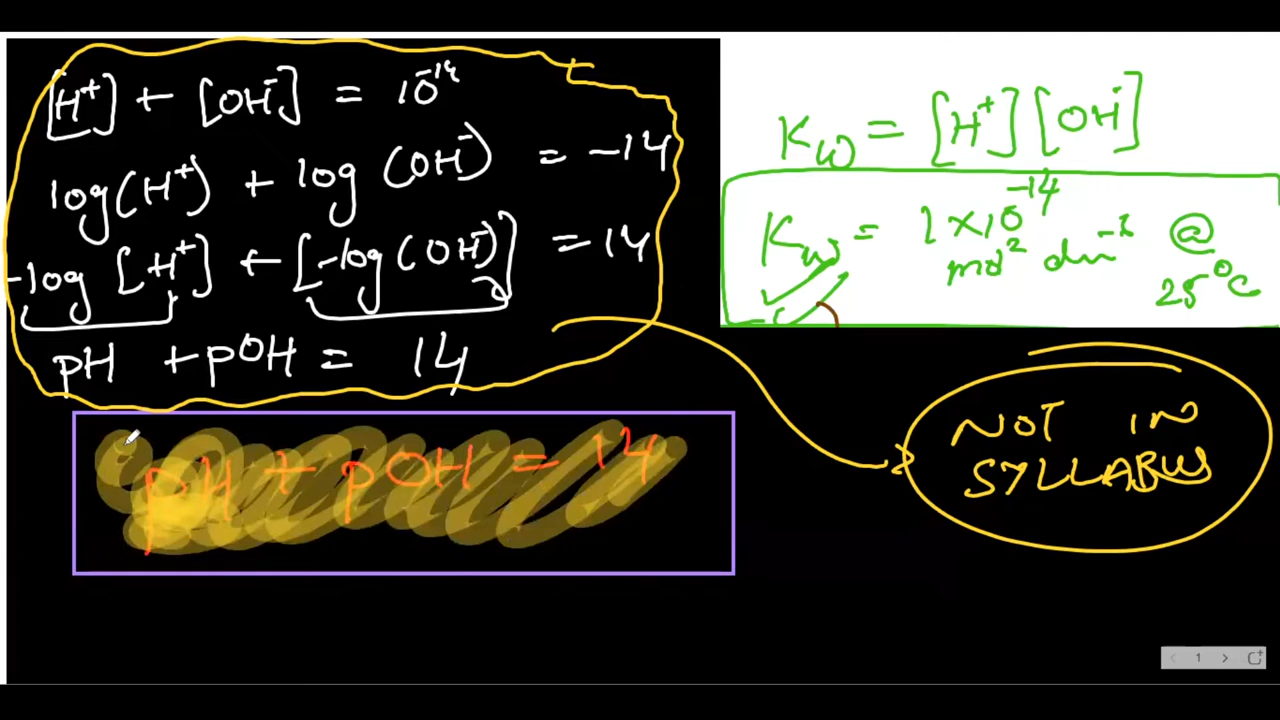 [H⁺] + [OH⁻] = 10⁻¹⁴
log(H⁺) + log(OH⁻) = -14
-log[H⁺] + [-log(OH⁻)] = 14
pH + pOH = 14
pH + pOH = 14
Kw = [H⁺][OH⁻]
Kw = 1 × 10⁻¹⁴ @
mol² dm⁻⁶ 25°C
NOT IN
SYLLABUS
1